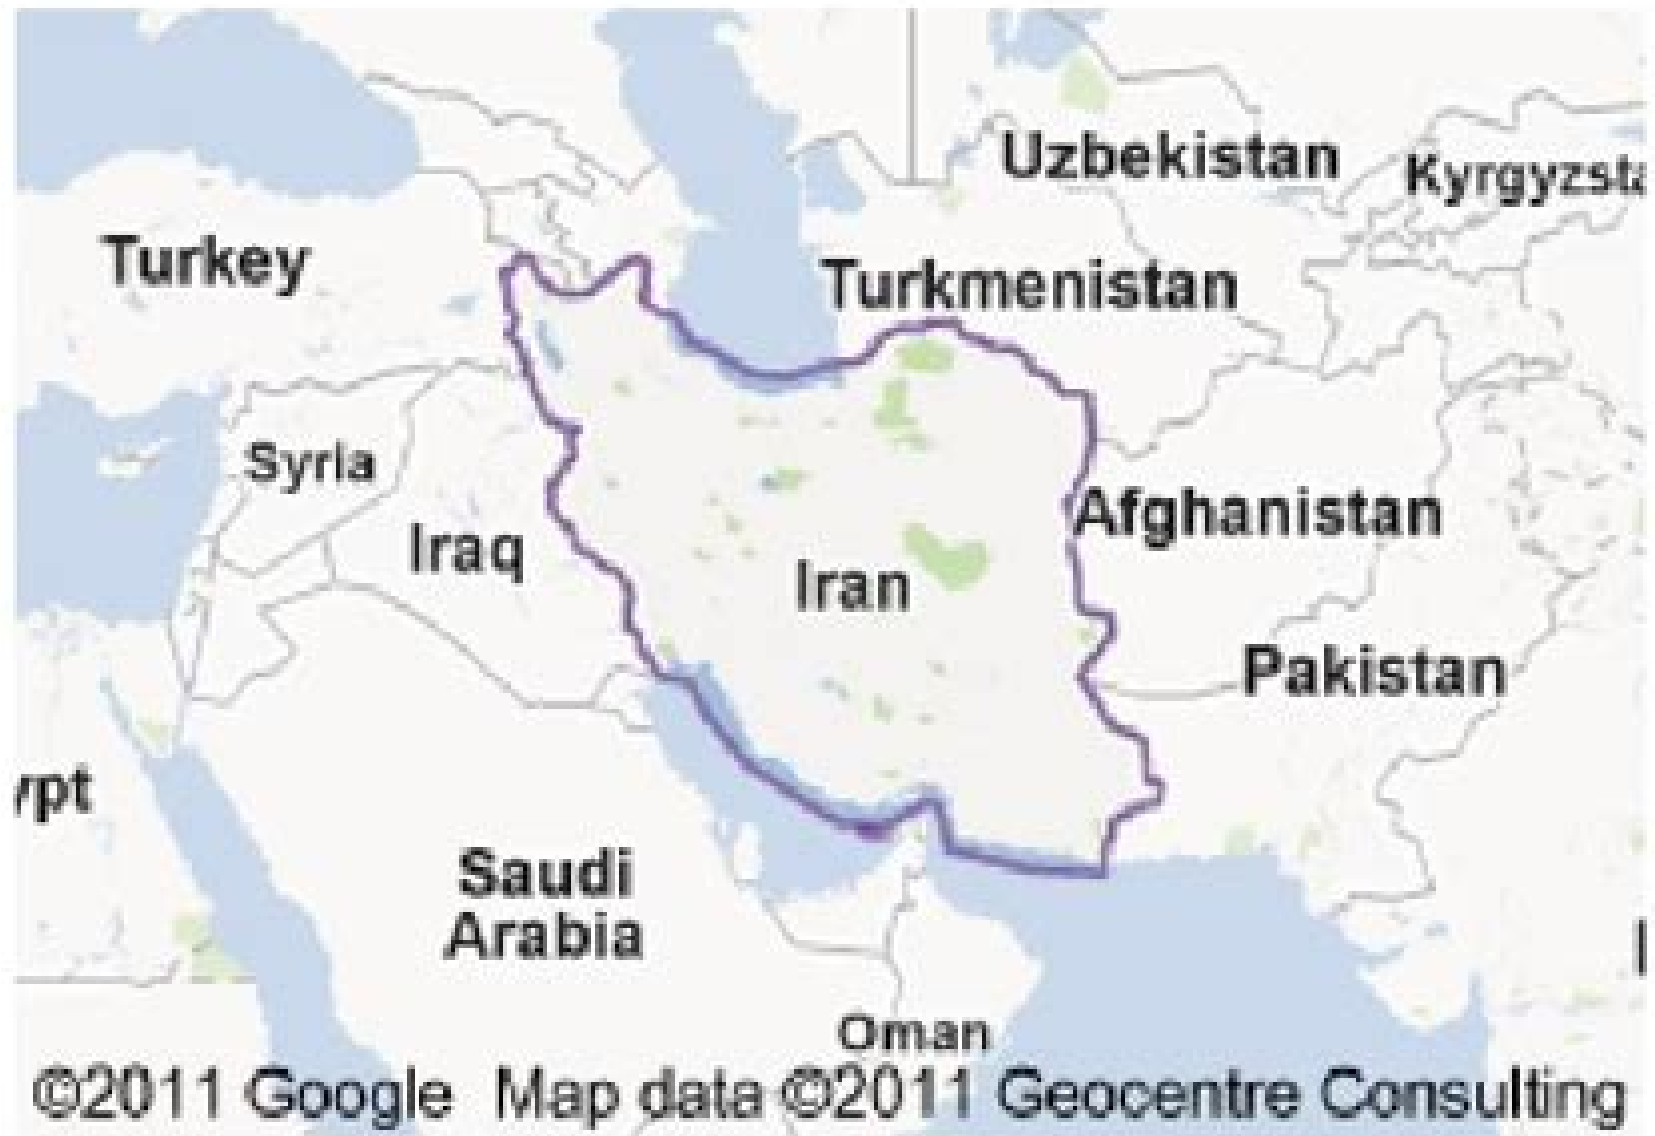 Uzbekistan
Kyrgyzsta
Turkey
Turkmenistan
Syria
Afghanistan
Iraq
Iran
Pakistan
ypt
Saudi
Arabia
Oman
©2011 Google Map data ©2011 Geocentre Consulting